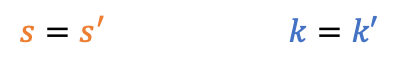 s = s′ k = k′